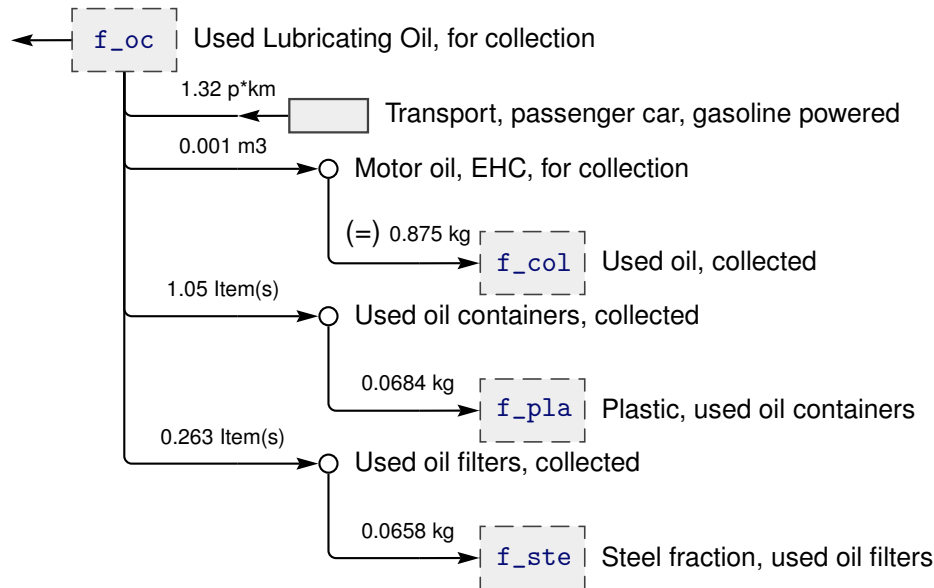 f_oc Used Lubricating Oil, for collection
1.32 p*km
Transport, passenger car, gasoline powered
0.001 m3
Motor oil, EHC, for collection
(=) 0.875 kg
f_col Used oil, collected
1.05 Item(s)
Used oil containers, collected
0.0684 kg
f_pla Plastic, used oil containers
0.263 Item(s)
Used oil filters, collected
0.0658 kg
f_ste Steel fraction, used oil filters